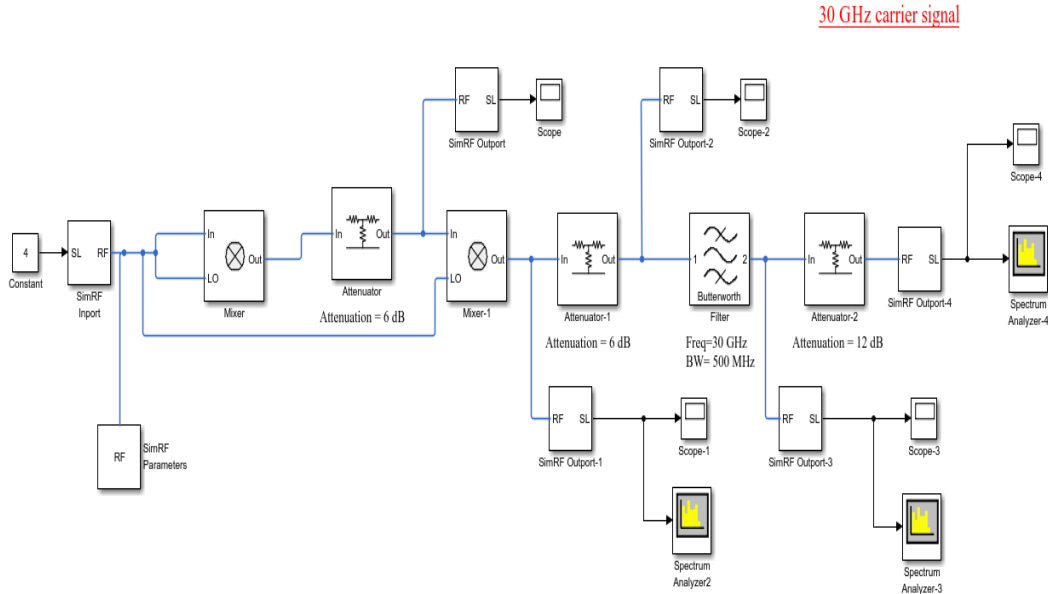 30 GHz carrier signal
RF SL
SimRF Outport
Scope
RF SL
SimRF Outport-2
Scope-2
Scope-4
4
Constant
SL RF
SimRF
Inport
In
LO
Out
Mixer
In Out
Attenuator
Attenuation = 6 dB
In
LO
Out
Mixer-1
In Out
Attenuator-1
Attenuation = 6 dB
1 2
Butterworth
Filter
Freq=30 GHz
BW= 500 MHz
In Out
Attenuator-2
Attenuation = 12 dB
RF SL
SimRF Outport-4
Spectrum
Analyzer-4
RF
SimRF
Parameters
RF SL
SimRF Outport-1
Scope-1
Spectrum
Analyzer2
RF SL
SimRF Outport-3
Scope-3
Spectrum
Analyzer-3